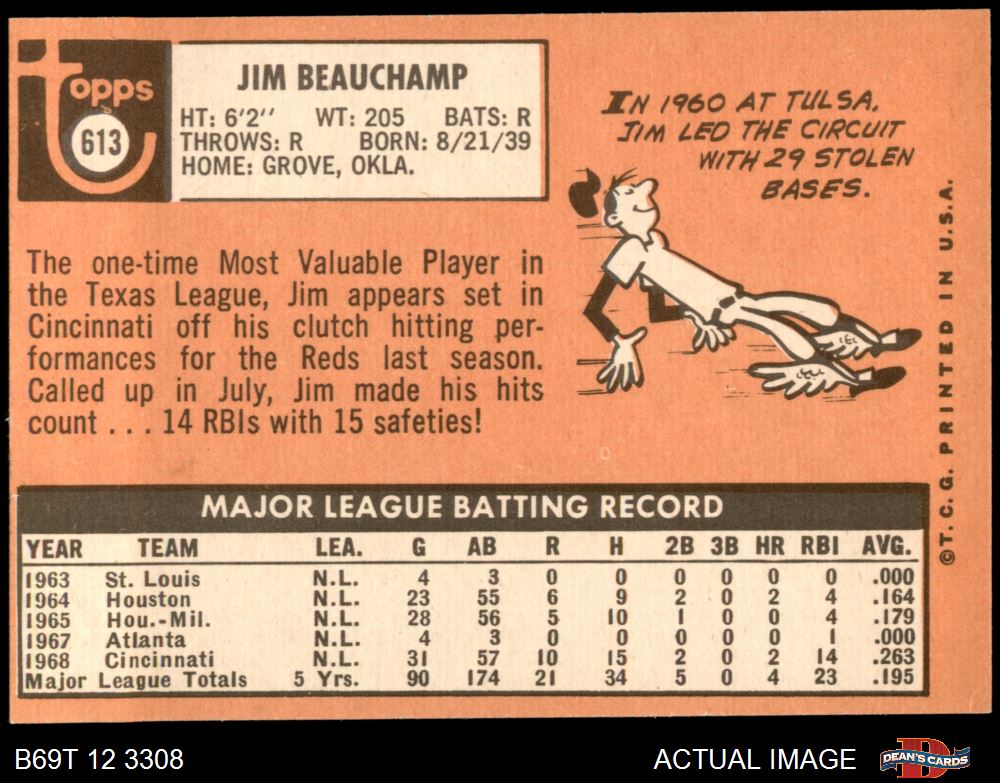 Topps
613
JIM BEAUCHAMP
HT: 6'2" WT: 205 BATS: R
THROWS: R BORN: 8/21/39
HOME: GROVE, OKLA.
IN 1960 AT TULSA,
JIM LED THE CIRCUIT
WITH 29 STOLEN
BASES.
The one-time Most Valuable Player in
the Texas League, Jim appears set in
Cincinnati off his clutch hitting per-
formances for the Reds last season.
Called up in July, Jim made his hits
count . . . 14 RBIs with 15 safeties!
©T. C. G. PRINTED IN U.S.A.
MAJOR LEAGUE BATTING RECORD
YEAR TEAM LEA. G AB R H 2B 3B HR RBI AVG.
1963 St. Louis N.L. 4 3 0 0 0 0 0 0 .000
1964 Houston N.L. 23 55 6 9 2 0 2 4 .164
1965 Hou.-Mil. N.L. 28 56 5 10 1 0 0 4 .179
1967 Atlanta N.L. 4 3 0 0 0 0 0 1 .000
1968 Cincinnati N.L. 31 57 10 15 2 0 2 14 .263
Major League Totals 5 Yrs. 90 174 21 34 5 0 4 23 .195
B69T 12 3308 ACTUAL IMAGE DEAN'S CARDS